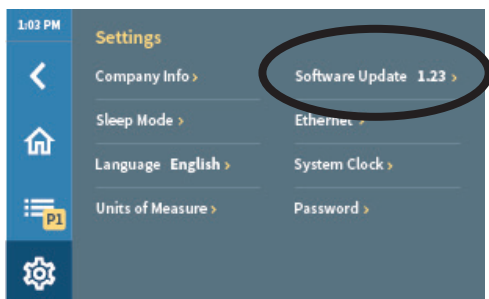 1:03 PM
Settings
Company Info >
Software Update 1.23 >
Sleep Mode >
Ethernet >
Language English >
System Clock >
P1
Units of Measure >
Password >